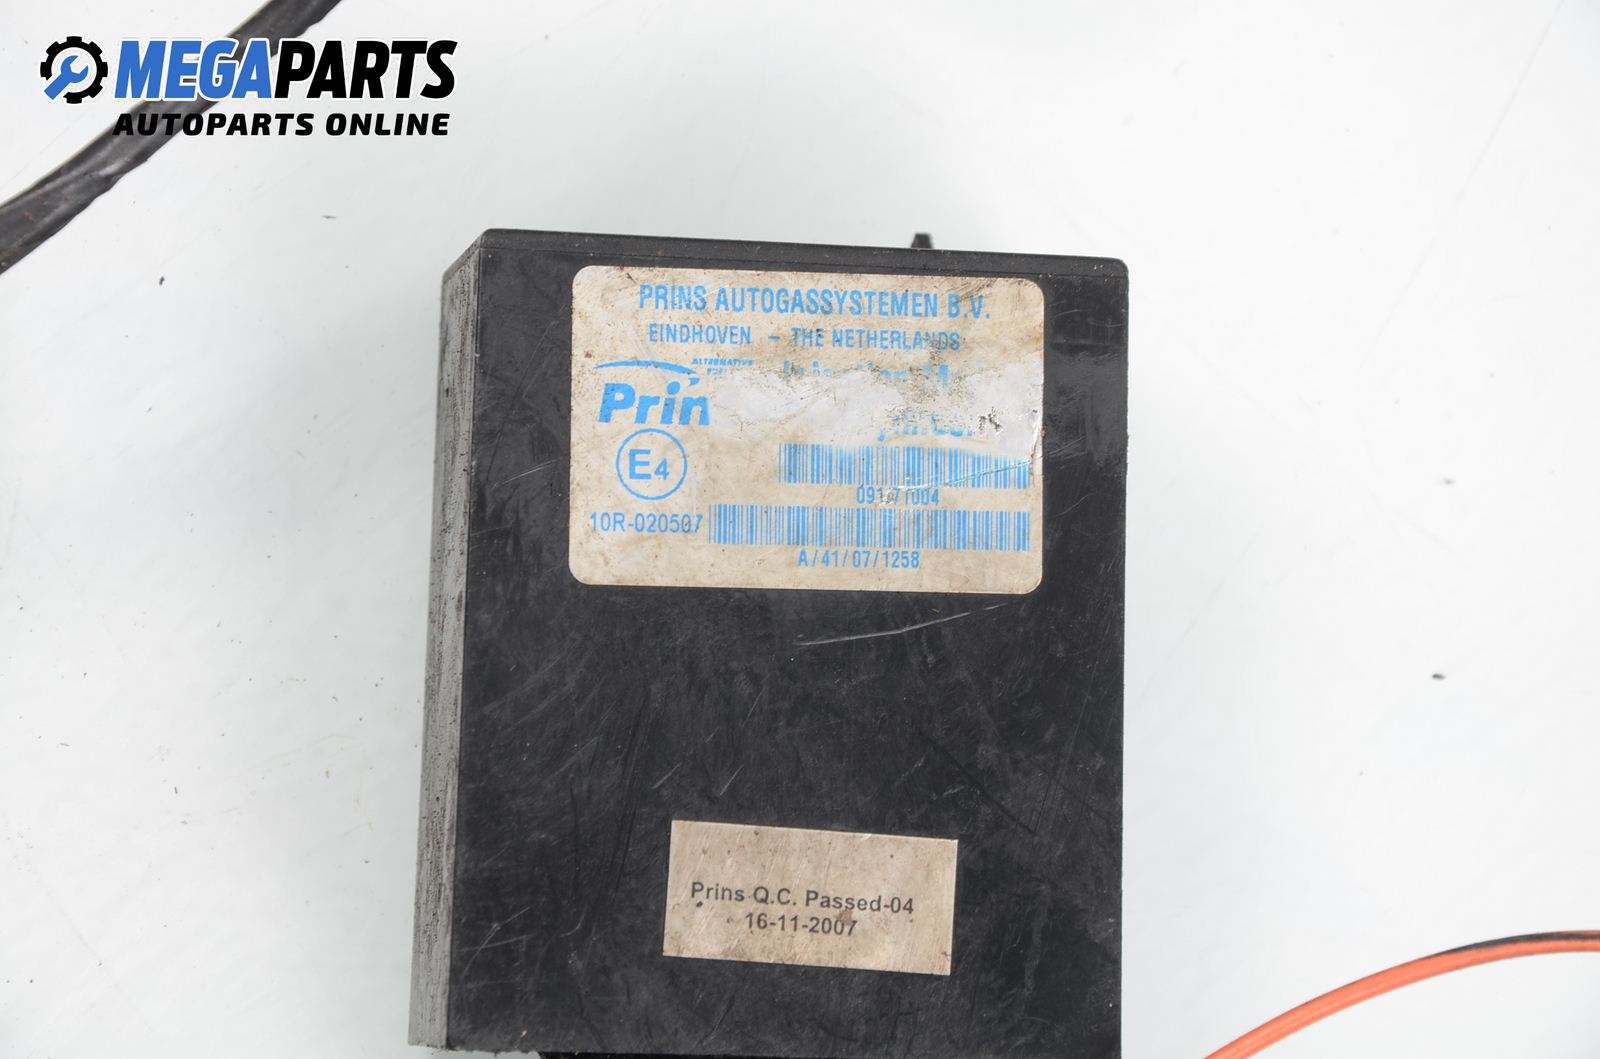 MEGAPARTS
AUTOPARTS ONLINE
PRINS AUTOGASSYSTEMEN B.V.
EINDHOVEN - THE NETHERLANDS
ALTERNATIVE
Prin
E4
10R-020507
A/41/07/1258
Prins Q.C. Passed-04
16-11-2007